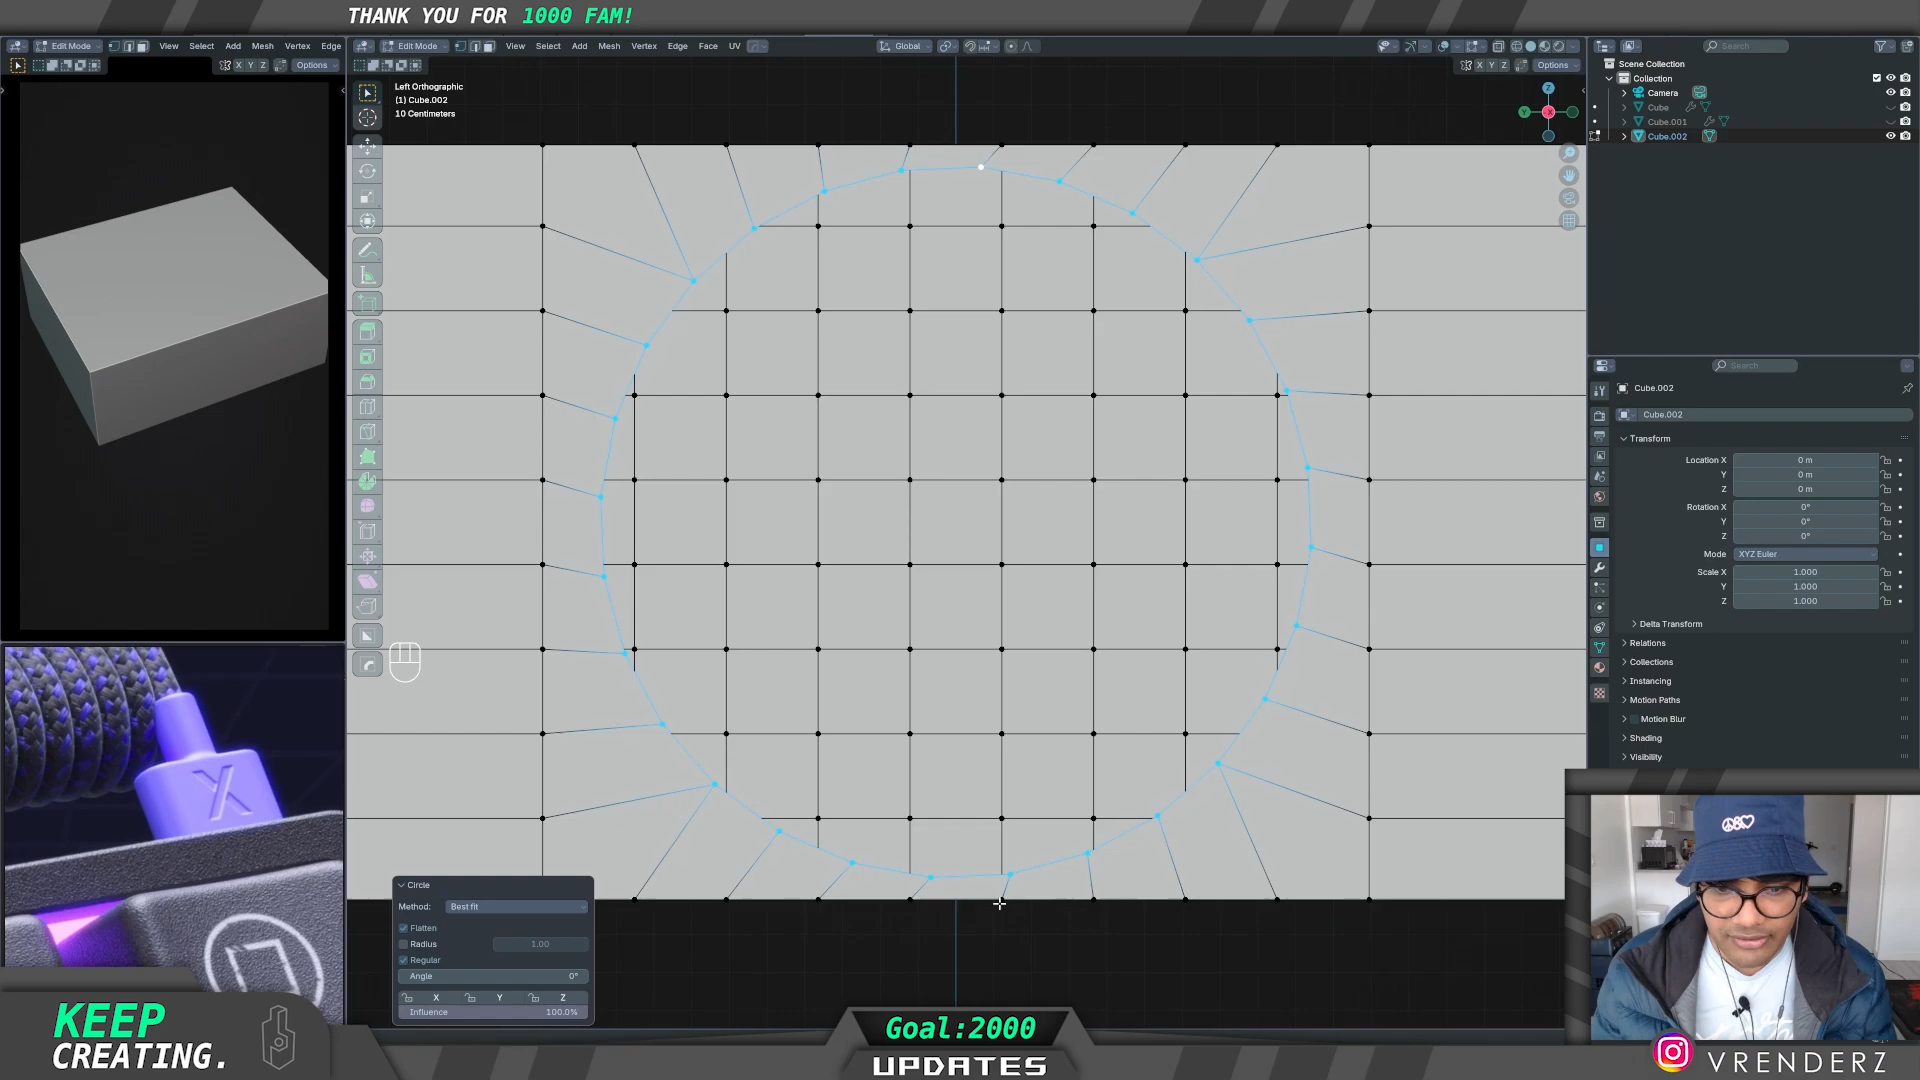 THANK YOU FOR 1000 FAM!
Edit Mode View Select Add Mesh Vertex Edge
X Y Z Options
Edit Mode View Select Add Mesh Vertex Edge Face UV Global
X Y Z Options
Left Orthographic
(1) Cube.002
10 Centimeters
Z
Y X
Search
Scene Collection
Collection
Camera
Cube
Cube.001
Cube.002
Search
Cube.002
Cube.002
Transform
Location X 0 m
Y 0 m
Z 0 m
Rotation X 0°
Y 0°
Z 0°
Mode XYZ Euler
Scale X 1.000
Y 1.000
Z 1.000
Delta Transform
Relations
Collections
Instancing
Motion Paths
Motion Blur
Shading
Visibility
X
Circle
Method: Best fit
Flatten
Radius 1.00
Regular
Angle 0°
X Y Z
Influence 100.0%
KEEP
CREATING.
Goal:2000
UPDATES
VRENDERZ